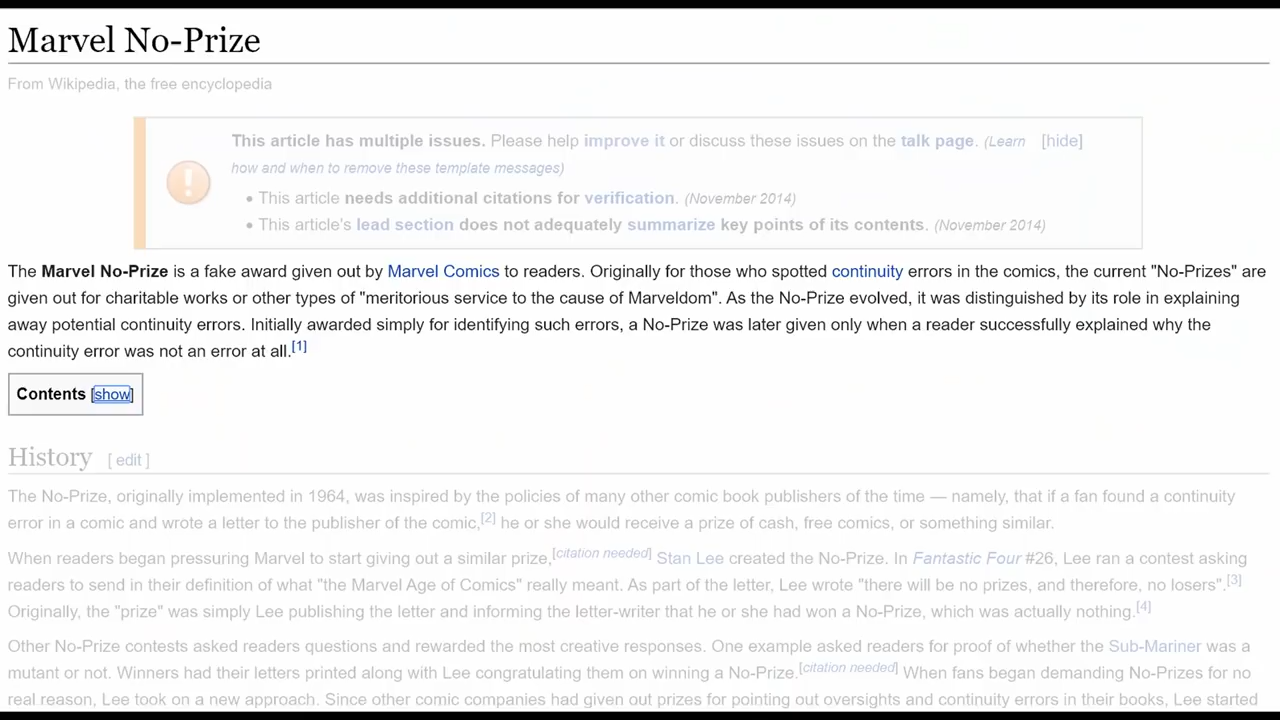 Marvel No-Prize
From Wikipedia, the free encyclopedia
This article has multiple issues. Please help improve it or discuss these issues on the talk page. (Learn [hide]
how and when to remove these template messages)
• This article needs additional citations for verification. (November 2014)
• This article's lead section does not adequately summarize key points of its contents. (November 2014)
The Marvel No-Prize is a fake award given out by Marvel Comics to readers. Originally for those who spotted continuity errors in the comics, the current "No-Prizes" are
given out for charitable works or other types of "meritorious service to the cause of Marveldom". As the No-Prize evolved, it was distinguished by its role in explaining
away potential continuity errors. Initially awarded simply for identifying such errors, a No-Prize was later given only when a reader successfully explained why the
continuity error was not an error at all.[1]
Contents [show]
History [ edit ]
The No-Prize, originally implemented in 1964, was inspired by the policies of many other comic book publishers of the time — namely, that if a fan found a continuity
error in a comic and wrote a letter to the publisher of the comic,[2] he or she would receive a prize of cash, free comics, or something similar.
When readers began pressuring Marvel to start giving out a similar prize,[citation needed] Stan Lee created the No-Prize. In Fantastic Four #26, Lee ran a contest asking
readers to send in their definition of what "the Marvel Age of Comics" really meant. As part of the letter, Lee wrote "there will be no prizes, and therefore, no losers".[3]
Originally, the "prize" was simply Lee publishing the letter and informing the letter-writer that he or she had won a No-Prize, which was actually nothing.[4]
Other No-Prize contests asked readers questions and rewarded the most creative responses. One example asked readers for proof of whether the Sub-Mariner was a
mutant or not. Winners had their letters printed along with Lee congratulating them on winning a No-Prize.[citation needed] When fans began demanding No-Prizes for no
real reason, Lee took on a new approach. Since other comic companies had given out prizes for pointing out oversights and continuity errors in their books, Lee started